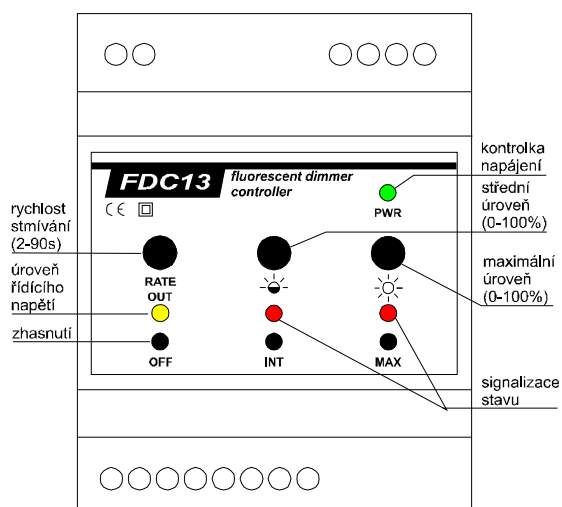 kontrolka
napájení
FDC13
fluorescent dimmer
controller
střední
úroveň
(0-100%)
CE
PWR
rychlost
stmívání
(2-90s)
maximální
úroveň
(0-100%)
RATE
OUT
úroveň
řídícího
napětí
zhasnutí
OFF
INT
MAX
signalizace
stavu